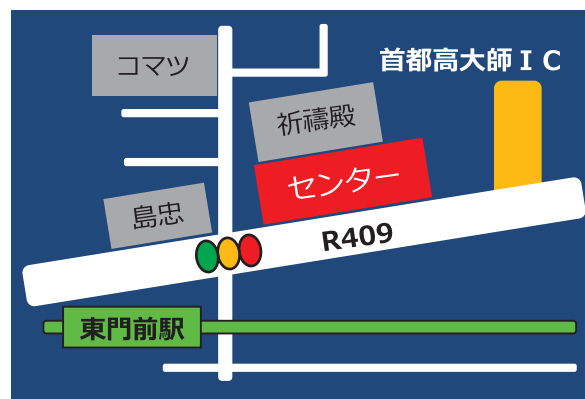 コマツ
首都高大師ＩＣ
祈禱殿
センター
島忠
R409
東門前駅